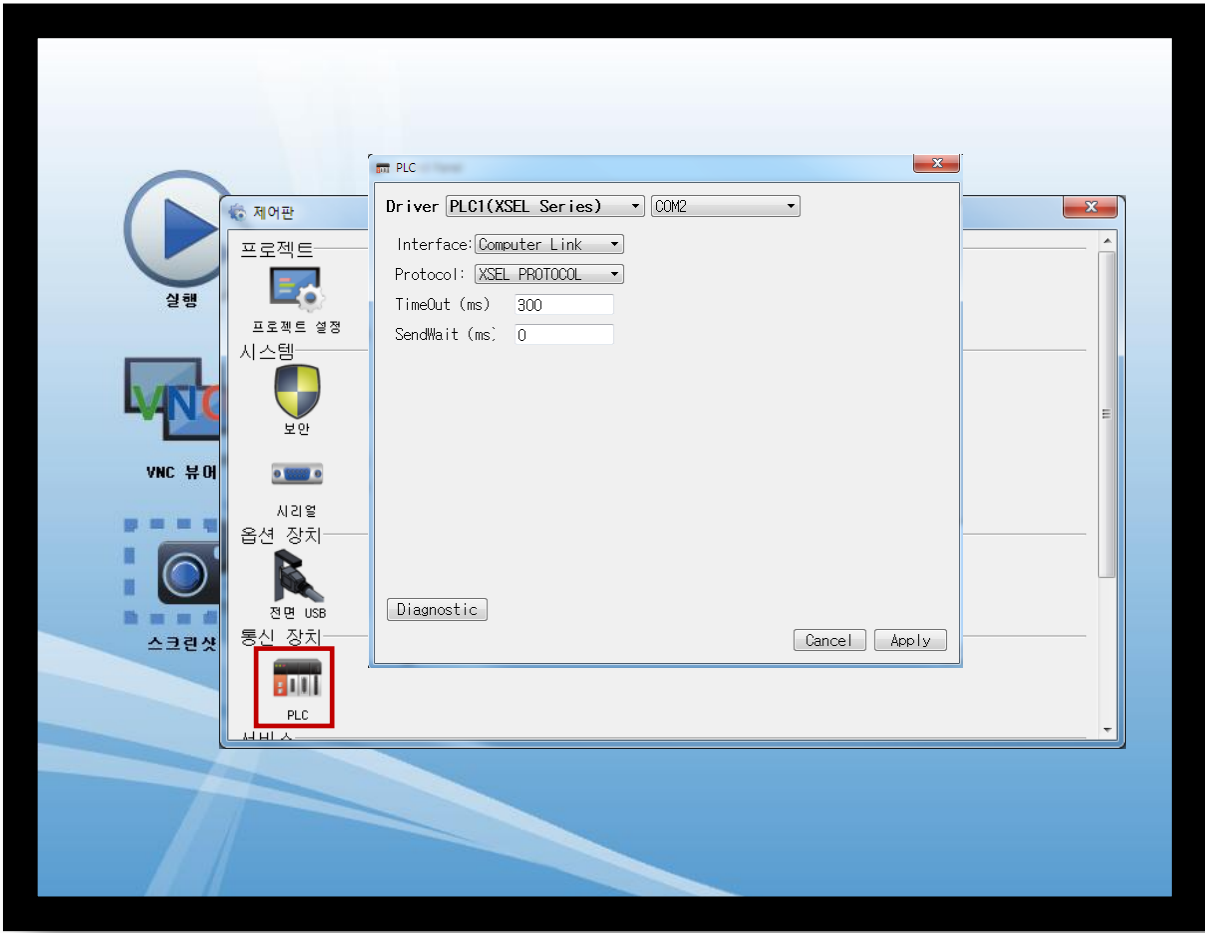 실행
VNC 뷰어
스크린샷
제어판
프로젝트
프로젝트 설정
시스템
보안
시리얼
옵션 장치
전면 USB
통신 장치
PLC
서비스
PLC
Driver PLC1(XSEL Series) COM2
Interface: Computer Link
Protocol: XSEL PROTOCOL
TimeOut (ms) 300
SendWait (ms) 0
Diagnostic
Cancel Apply